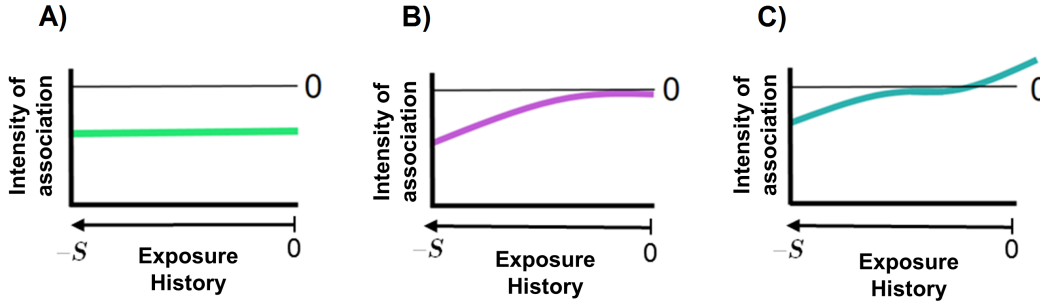 A)
Intensity of
association
0
−S
0
Exposure
History
B)
Intensity of
association
0
−S
0
Exposure
History
C)
Intensity of
association
0
−S
0
Exposure
History